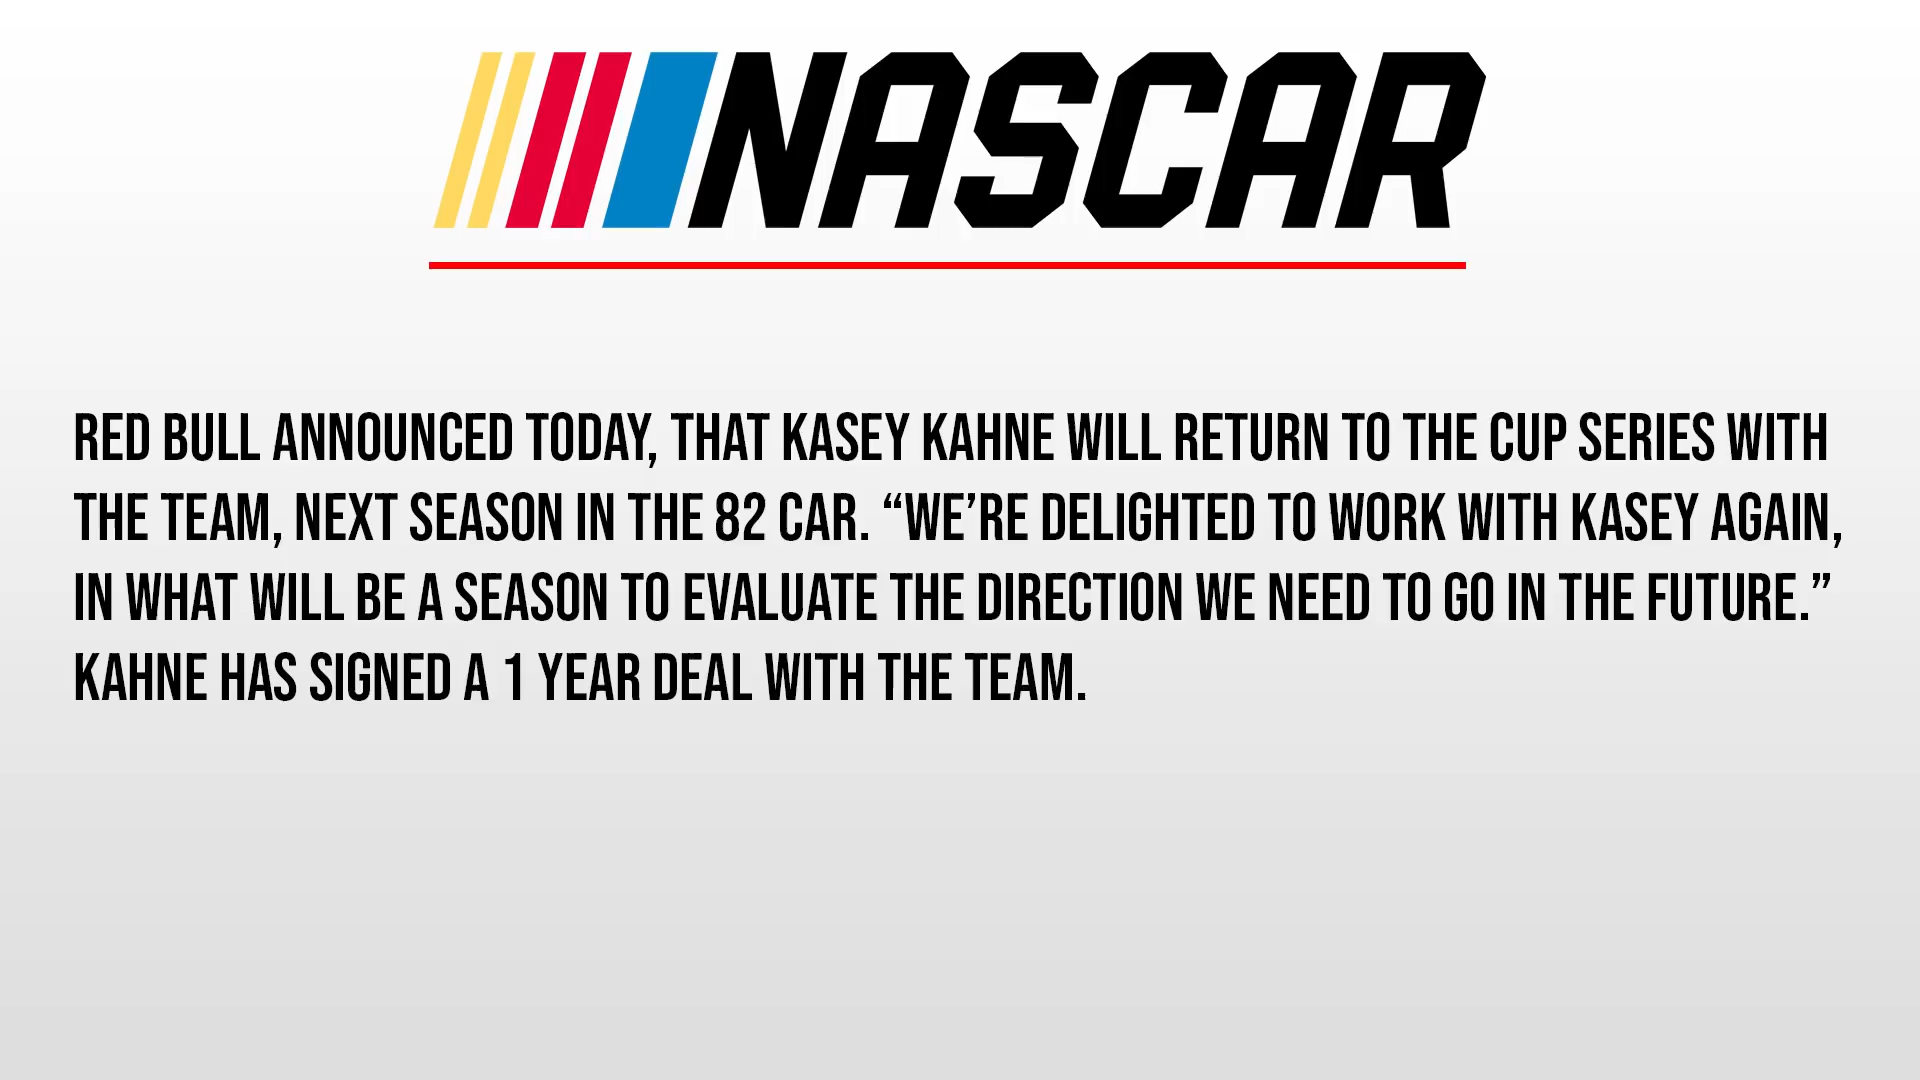 NASCAR
RED BULL ANNOUNCED TODAY, THAT KASEY KAHNE WILL RETURN TO THE CUP SERIES WITH
THE TEAM, NEXT SEASON IN THE 82 CAR. “WE’RE DELIGHTED TO WORK WITH KASEY AGAIN,
IN WHAT WILL BE A SEASON TO EVALUATE THE DIRECTION WE NEED TO GO IN THE FUTURE.”
KAHNE HAS SIGNED A 1 YEAR DEAL WITH THE TEAM.